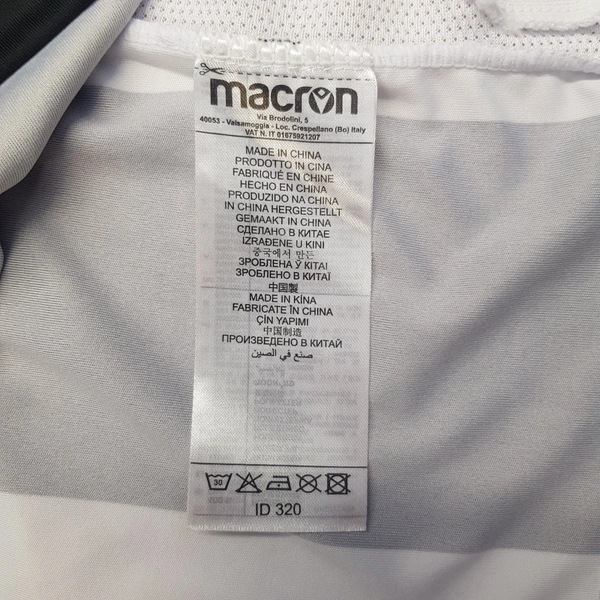 macron
Via Brodolini, 5
40053 - Valsamoggia - Loc. Crespellano (Bo) Italy
VAT N. IT 01675921207
MADE IN CHINA
PRODOTTO IN CINA
FABRIQUÉ EN CHINE
HECHO EN CHINA
PRODUZIDO NA CHINA
IN CHINA HERGESTELLT
GEMAAKT IN CHINA
СДЕЛАНО В КИТАЕ
IZRAĐENE U KINI
중국에서 만든
ЗРОБЛЕНА Ў КІТАІ
ЗРОБЛЕНО В КИТАЇ
中国製
MADE IN KÍNA
FABRICATE ÎN CHINA
ÇİN YAPIMI
中国制造
ПРОИЗВЕДЕНО В КИТАЙ
صنع في الصين
30
ID 320